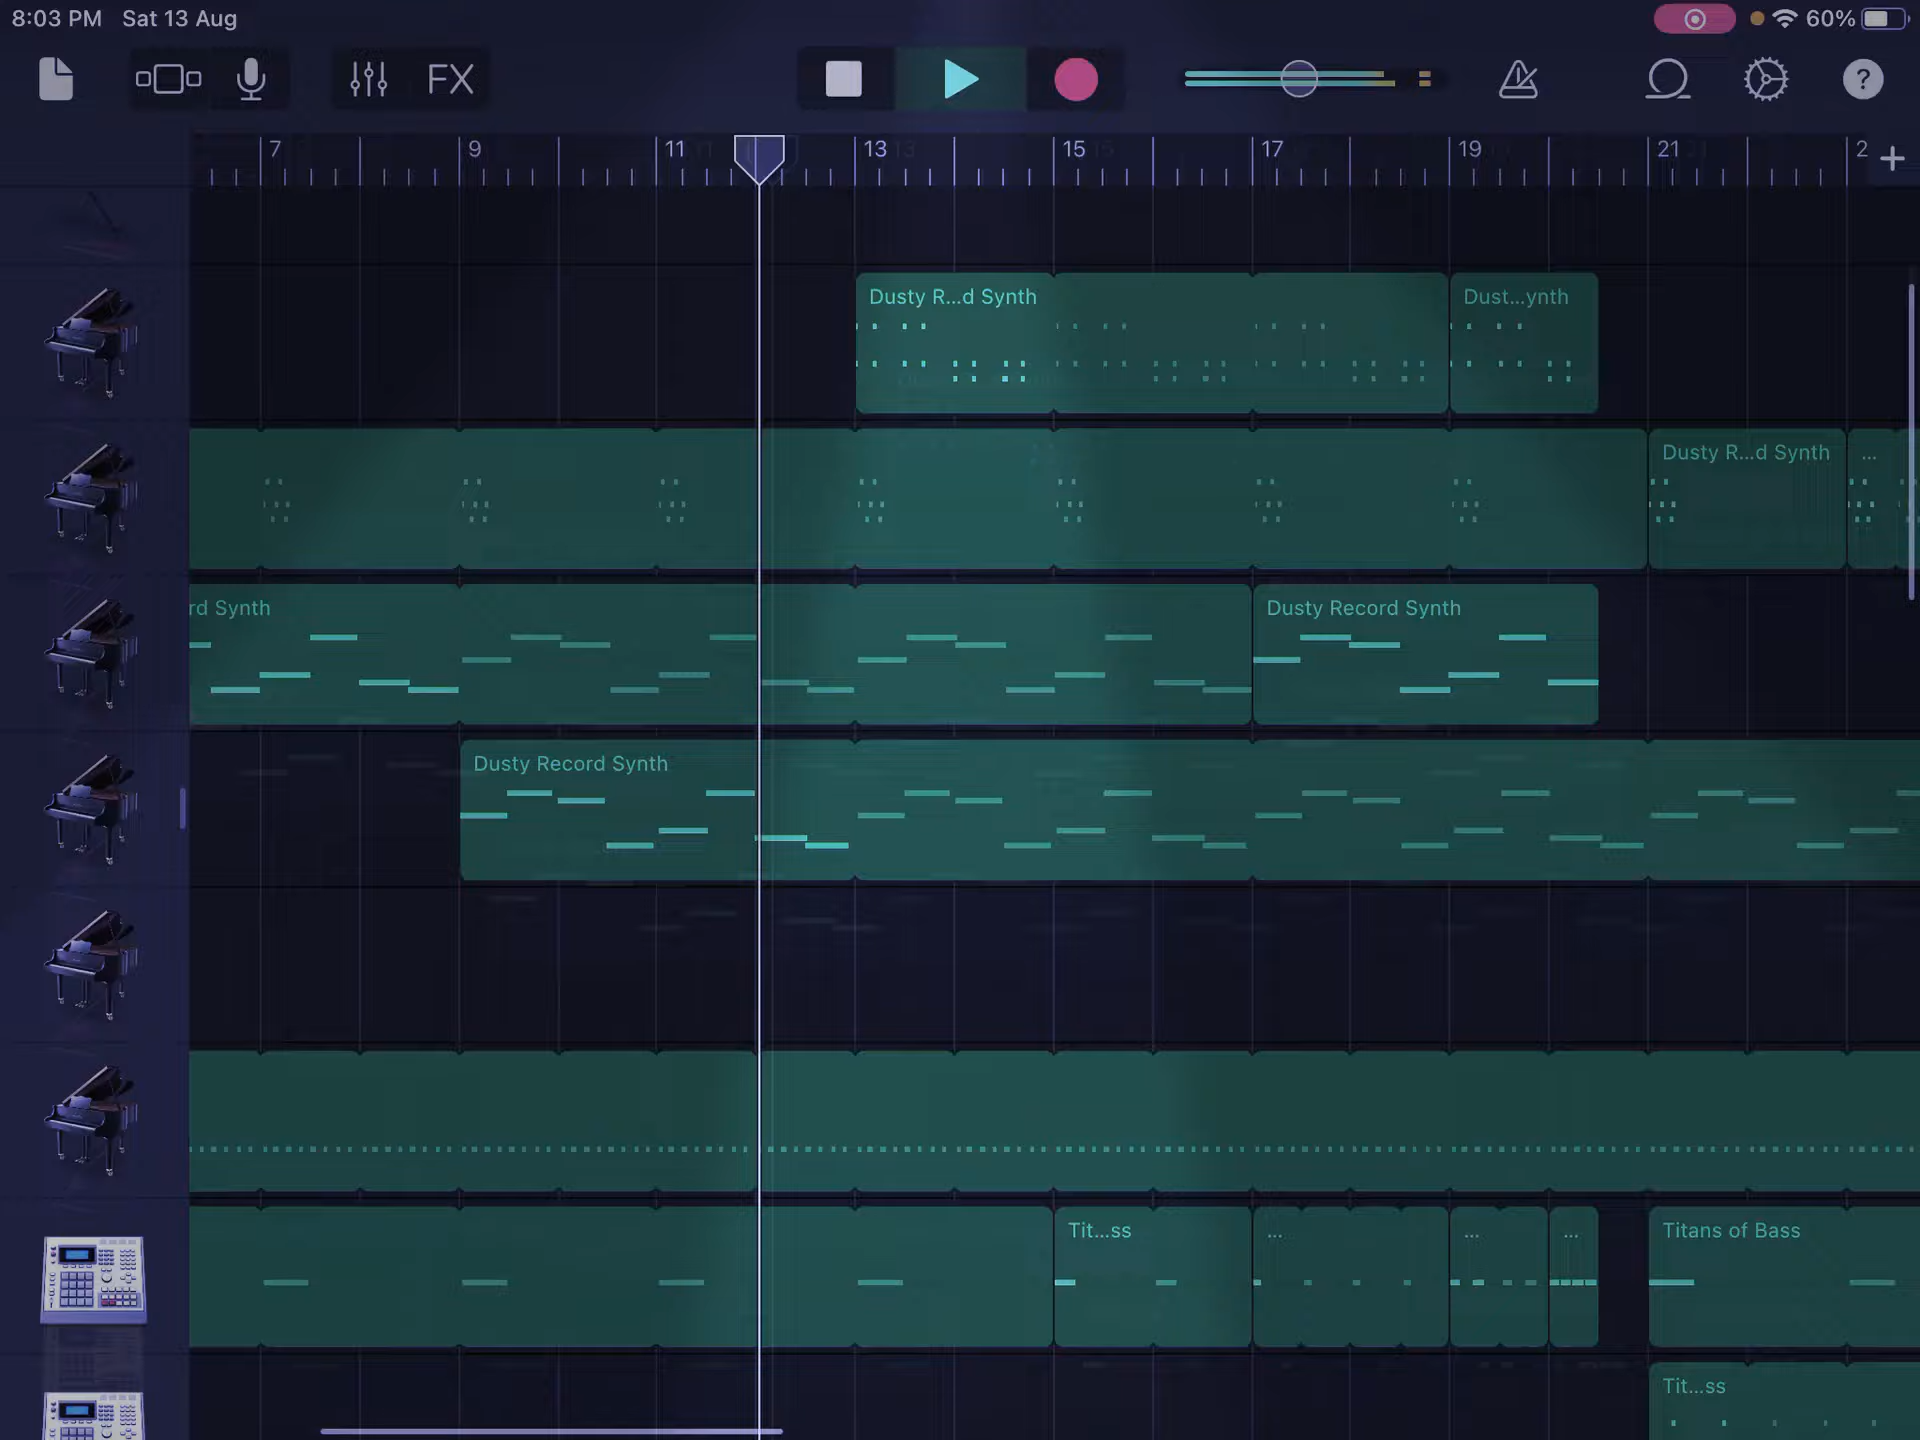 8:03 PM Sat 13 Aug
60%
FX
?
7 9 11 13 15 17 19 21 2
Dusty R...d Synth
Dust...ynth
Dusty R...d Synth
...
rd Synth
Dusty Record Synth
Dusty Record Synth
Tit...ss
...
...
...
Titans of Bass
Tit...ss